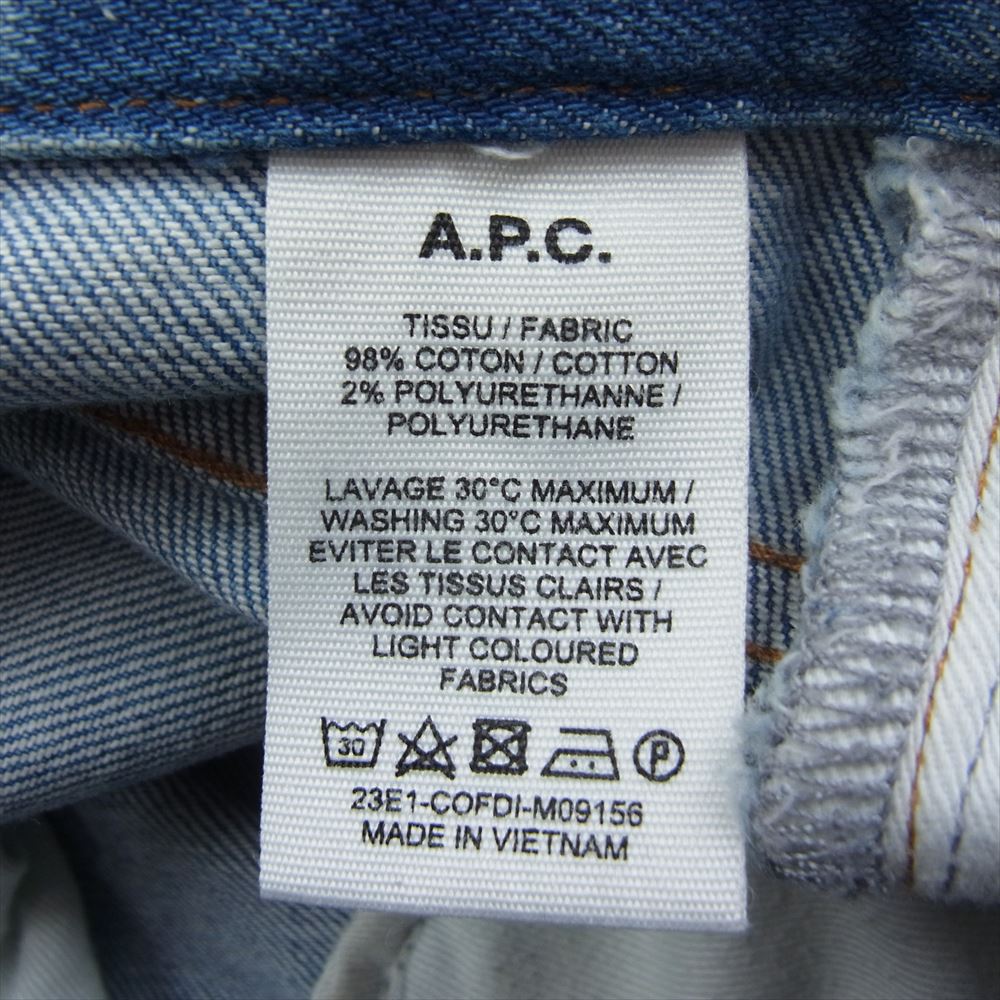 A.P.C.
TISSU / FABRIC
98% COTON / COTTON
2% POLYURETHANNE /
POLYURETHANE
LAVAGE 30°C MAXIMUM /
WASHING 30°C MAXIMUM
EVITER LE CONTACT AVEC
LES TISSUS CLAIRS /
AVOID CONTACT WITH
LIGHT COLOURED
FABRICS
30 P
23E1-COFDI-M09156
MADE IN VIETNAM